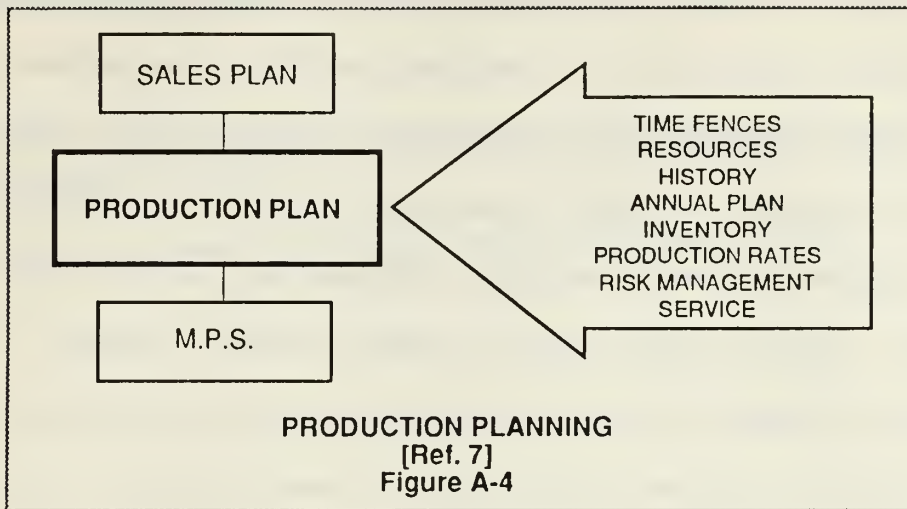 SALES PLAN
PRODUCTION PLAN
M.P.S.
TIME FENCES
RESOURCES
HISTORY
ANNUAL PLAN
INVENTORY
PRODUCTION RATES
RISK MANAGEMENT
SERVICE
PRODUCTION PLANNING
[Ref. 7]
Figure A-4